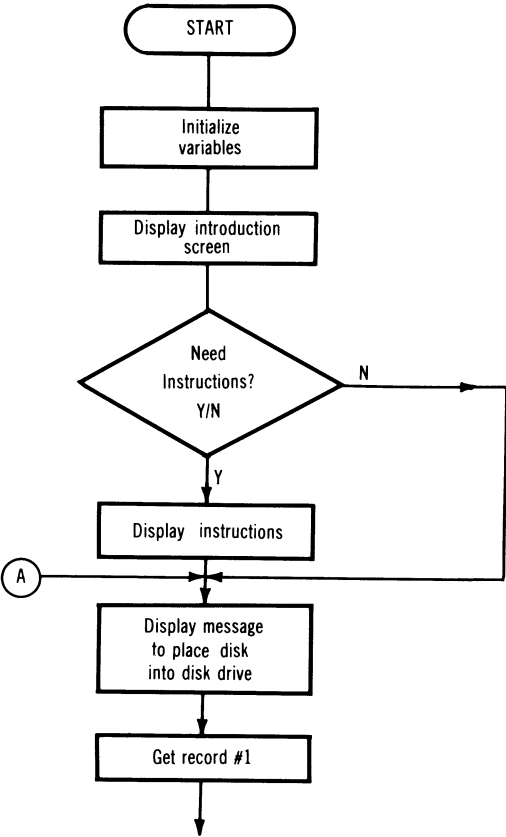 START
Initialize
variables
Display introduction
screen
Need
Instructions?
Y/N
N
Y
Display instructions
A
Display message
to place disk
into disk drive
Get record #1